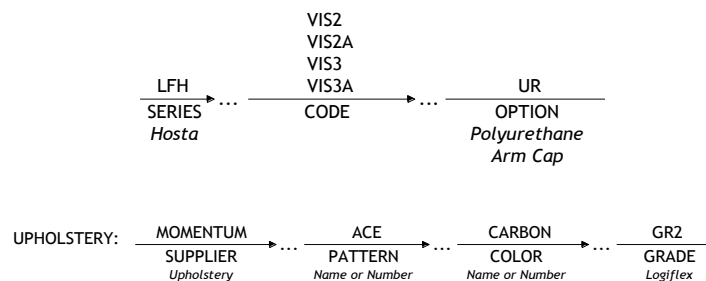 VIS2
VIS2A
VIS3
LFH ... VIS3A ... UR
SERIES CODE OPTION
Hosta Polyurethane
Arm Cap
UPHOLSTERY: MOMENTUM ... ACE ... CARBON ... GR2
SUPPLIER PATTERN COLOR GRADE
Upholstery Name or Number Name or Number Logiflex